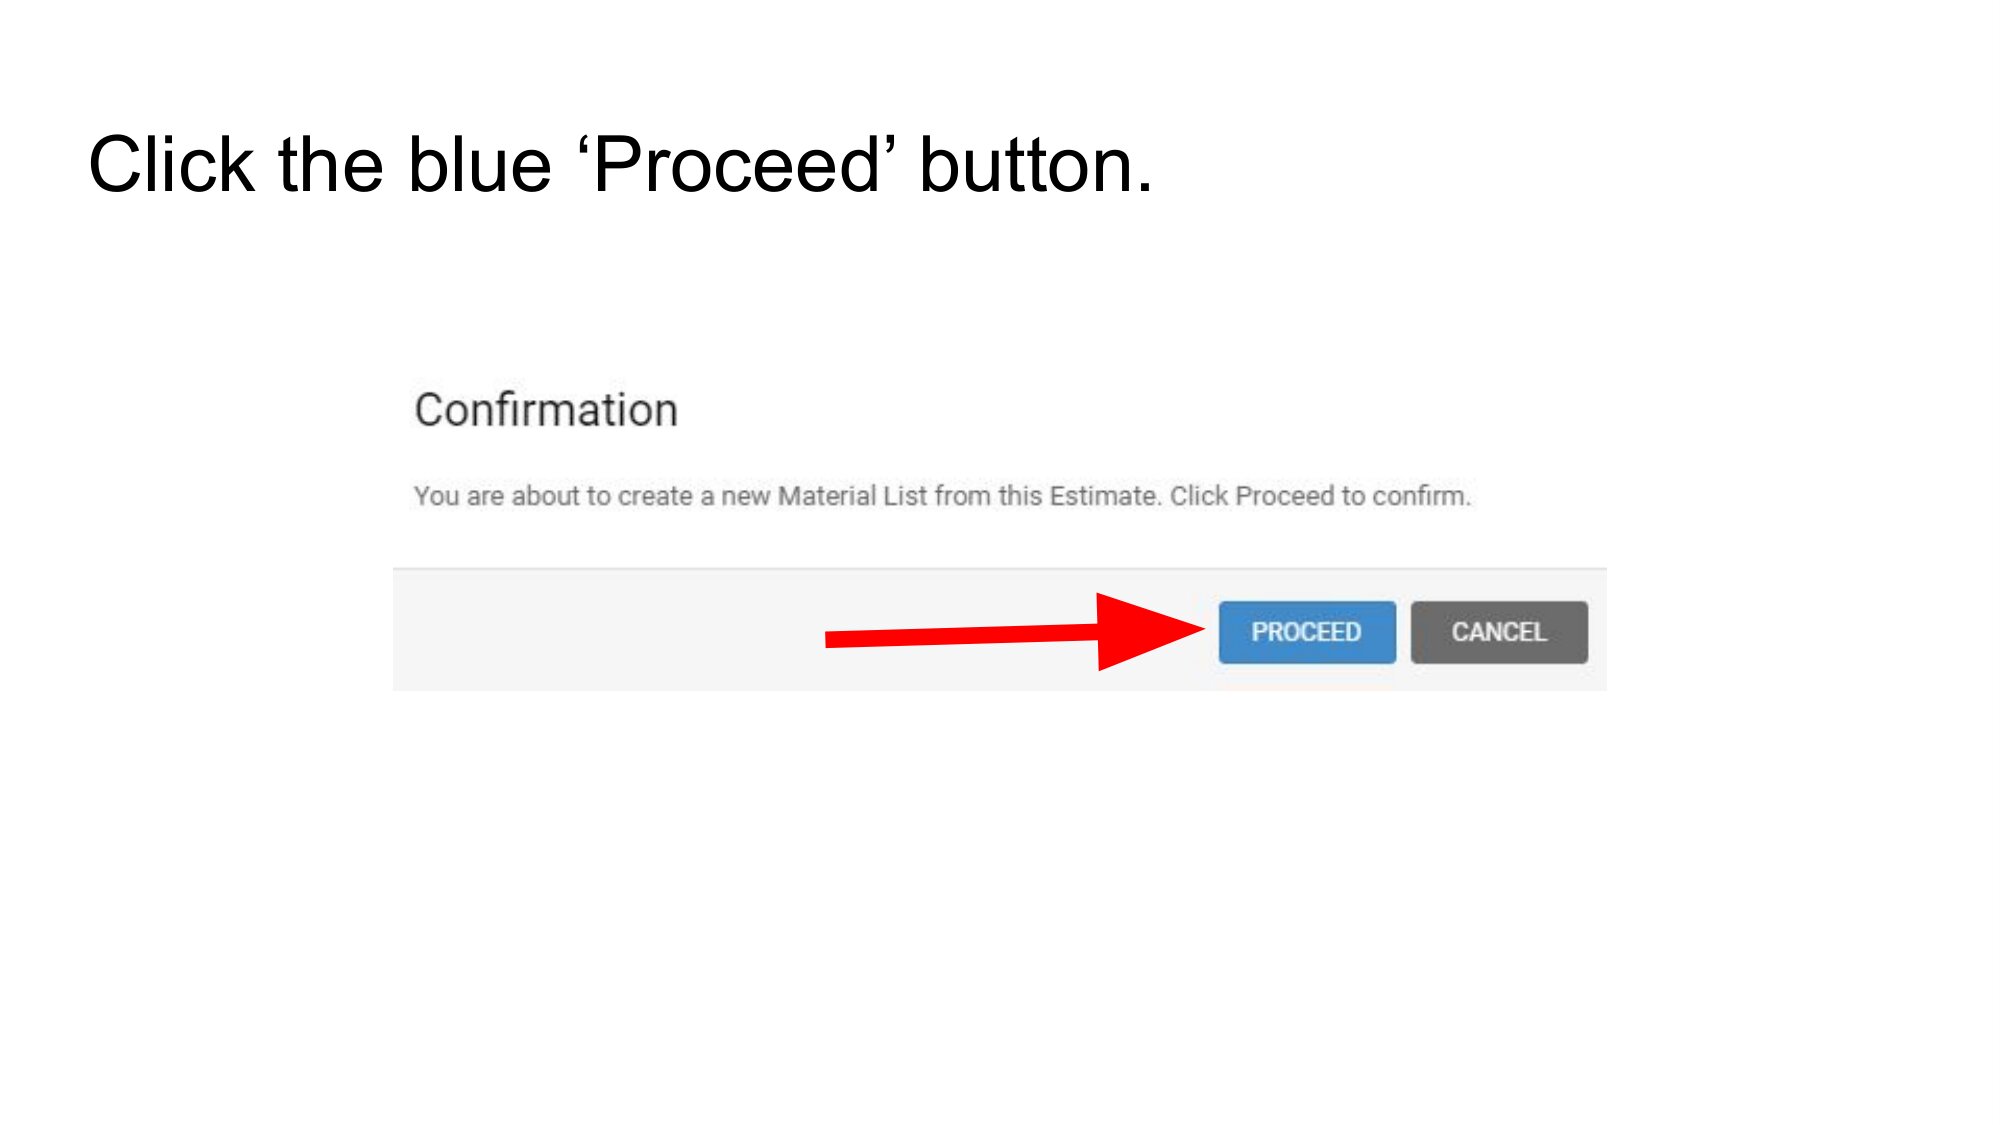 Click the blue ‘Proceed’ button.
Confirmation
You are about to create a new Material List from this Estimate. Click Proceed to confirm.
PROCEED CANCEL